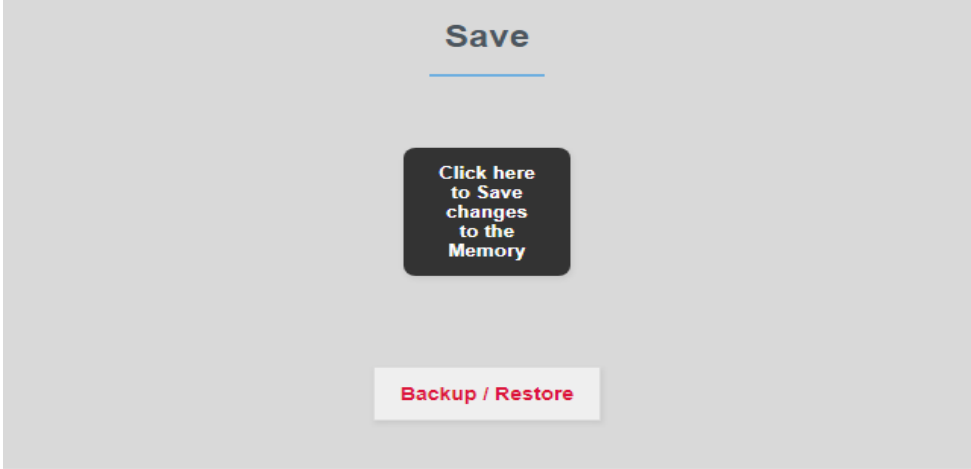 Save
Click here
to Save
changes
to the
Memory
Backup / Restore